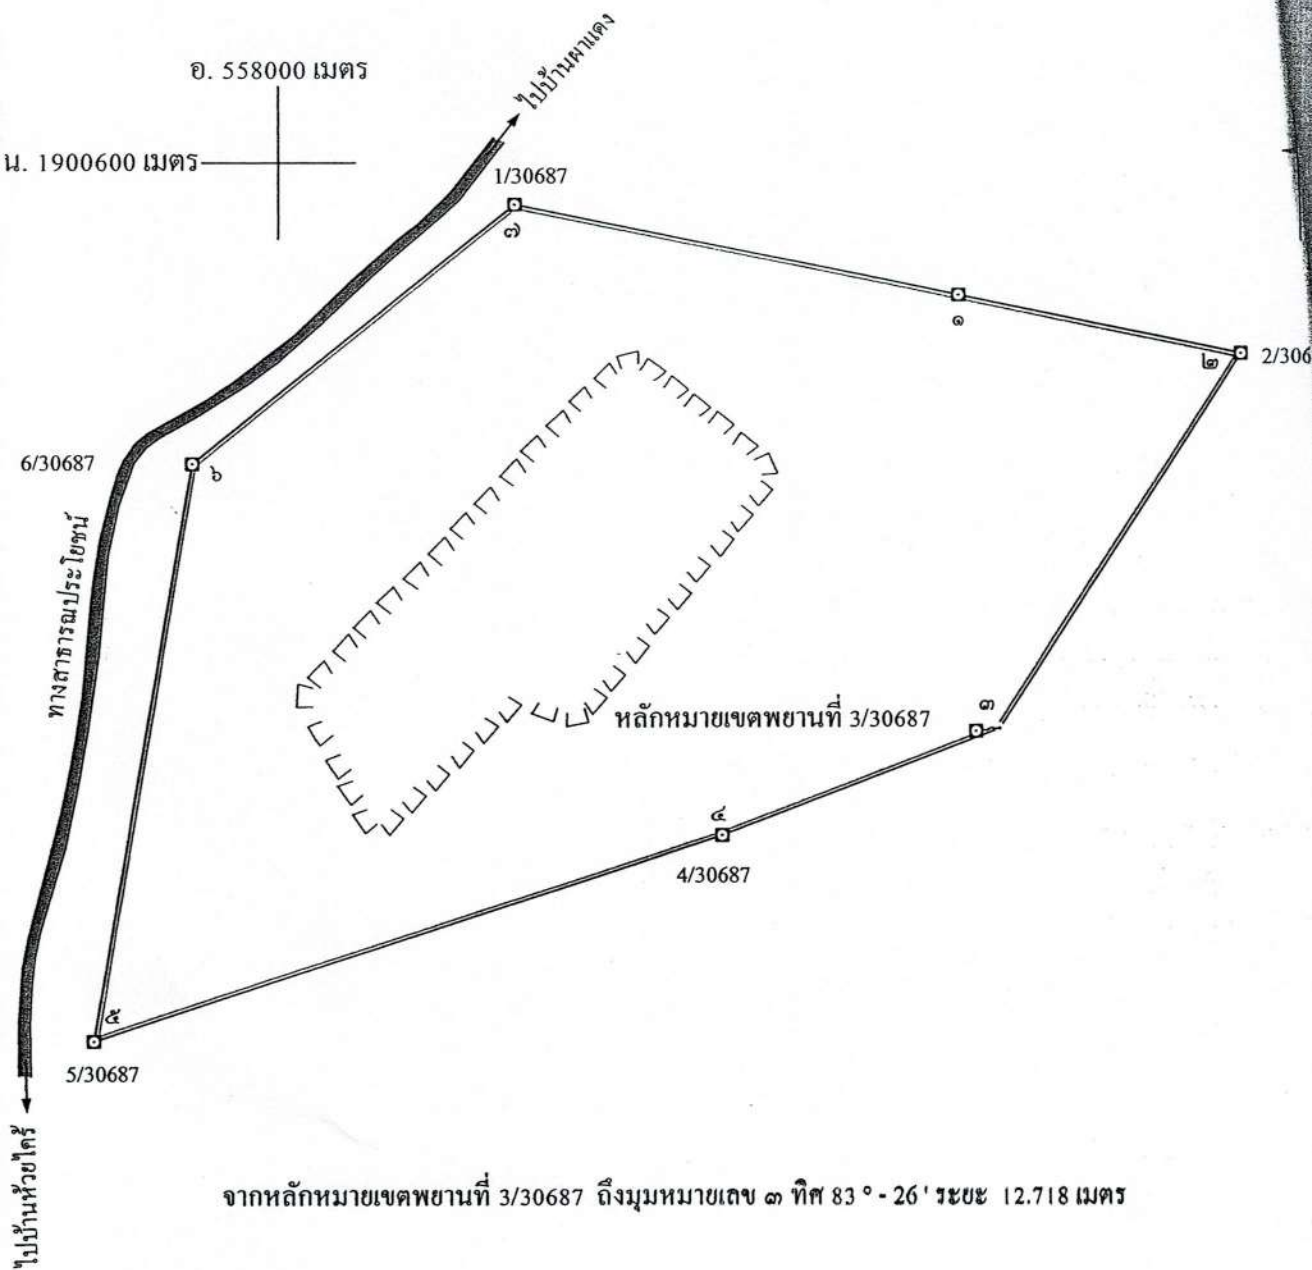 อ. 558000 เมตร
น. 1900600 เมตร
ไปบ้านผาแดง
1/30687
๗
๑
๒
2/306
6/30687
๖
ทางสาธารณประโยชน์
๓
หลักหมายเขตพยานที่ 3/30687
๔
4/30687
๕
5/30687
ไปบ้านห้วยไคร้
จากหลักหมายเขตพยานที่ 3/30687 ถึงมุมหมายเลข ๓ ทิศ 83 ° - 26 ' ระยะ 12.718 เมตร